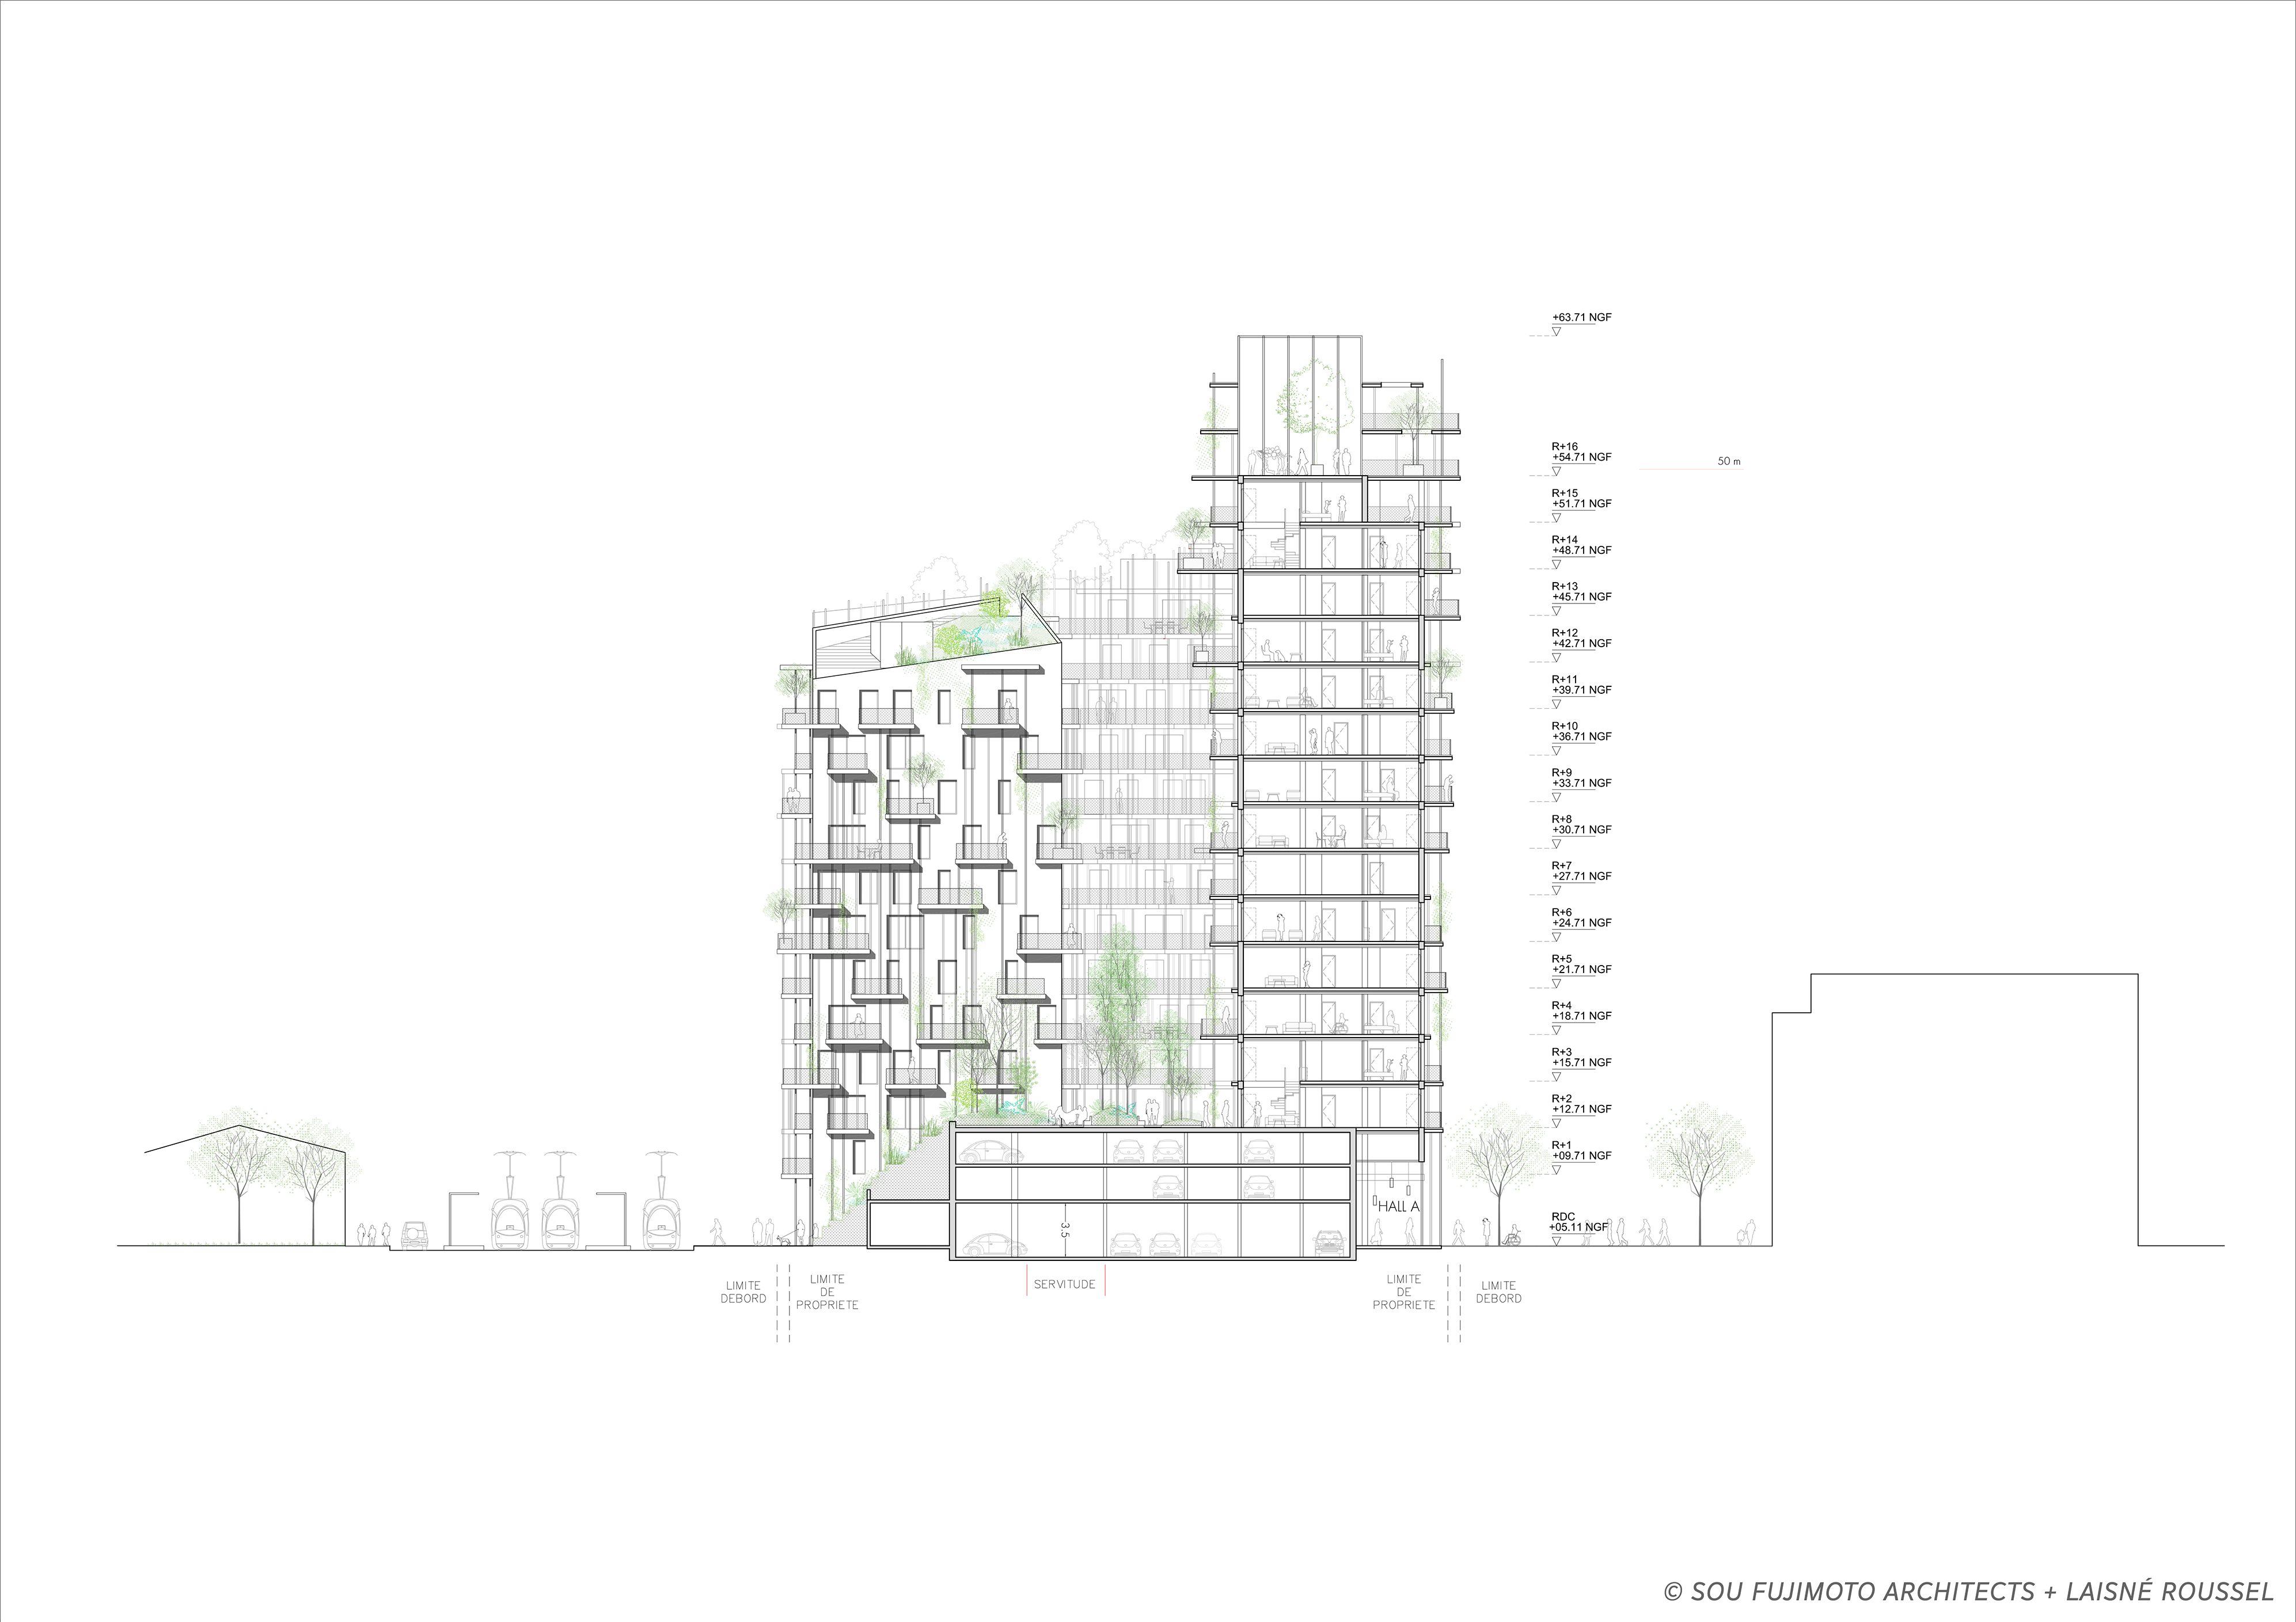 +63.71 NGF
R+16
+54.71 NGF
50 m
R+15
+51.71 NGF
R+14
+48.71 NGF
R+13
+45.71 NGF
R+12
+42.71 NGF
R+11
+39.71 NGF
R+10
+36.71 NGF
R+9
+33.71 NGF
R+8
+30.71 NGF
R+7
+27.71 NGF
R+6
+24.71 NGF
R+5
+21.71 NGF
R+4
+18.71 NGF
R+3
+15.71 NGF
R+2
+12.71 NGF
R+1
+09.71 NGF
HALL A
3.5
RDC
+05.11 NGF
LIMITE
DEBORD
LIMITE
DE
PROPRIETE
SERVITUDE
LIMITE
DE
PROPRIETE
LIMITE
DEBORD
© SOU FUJIMOTO ARCHITECTS + LAISNÉ ROUSSEL